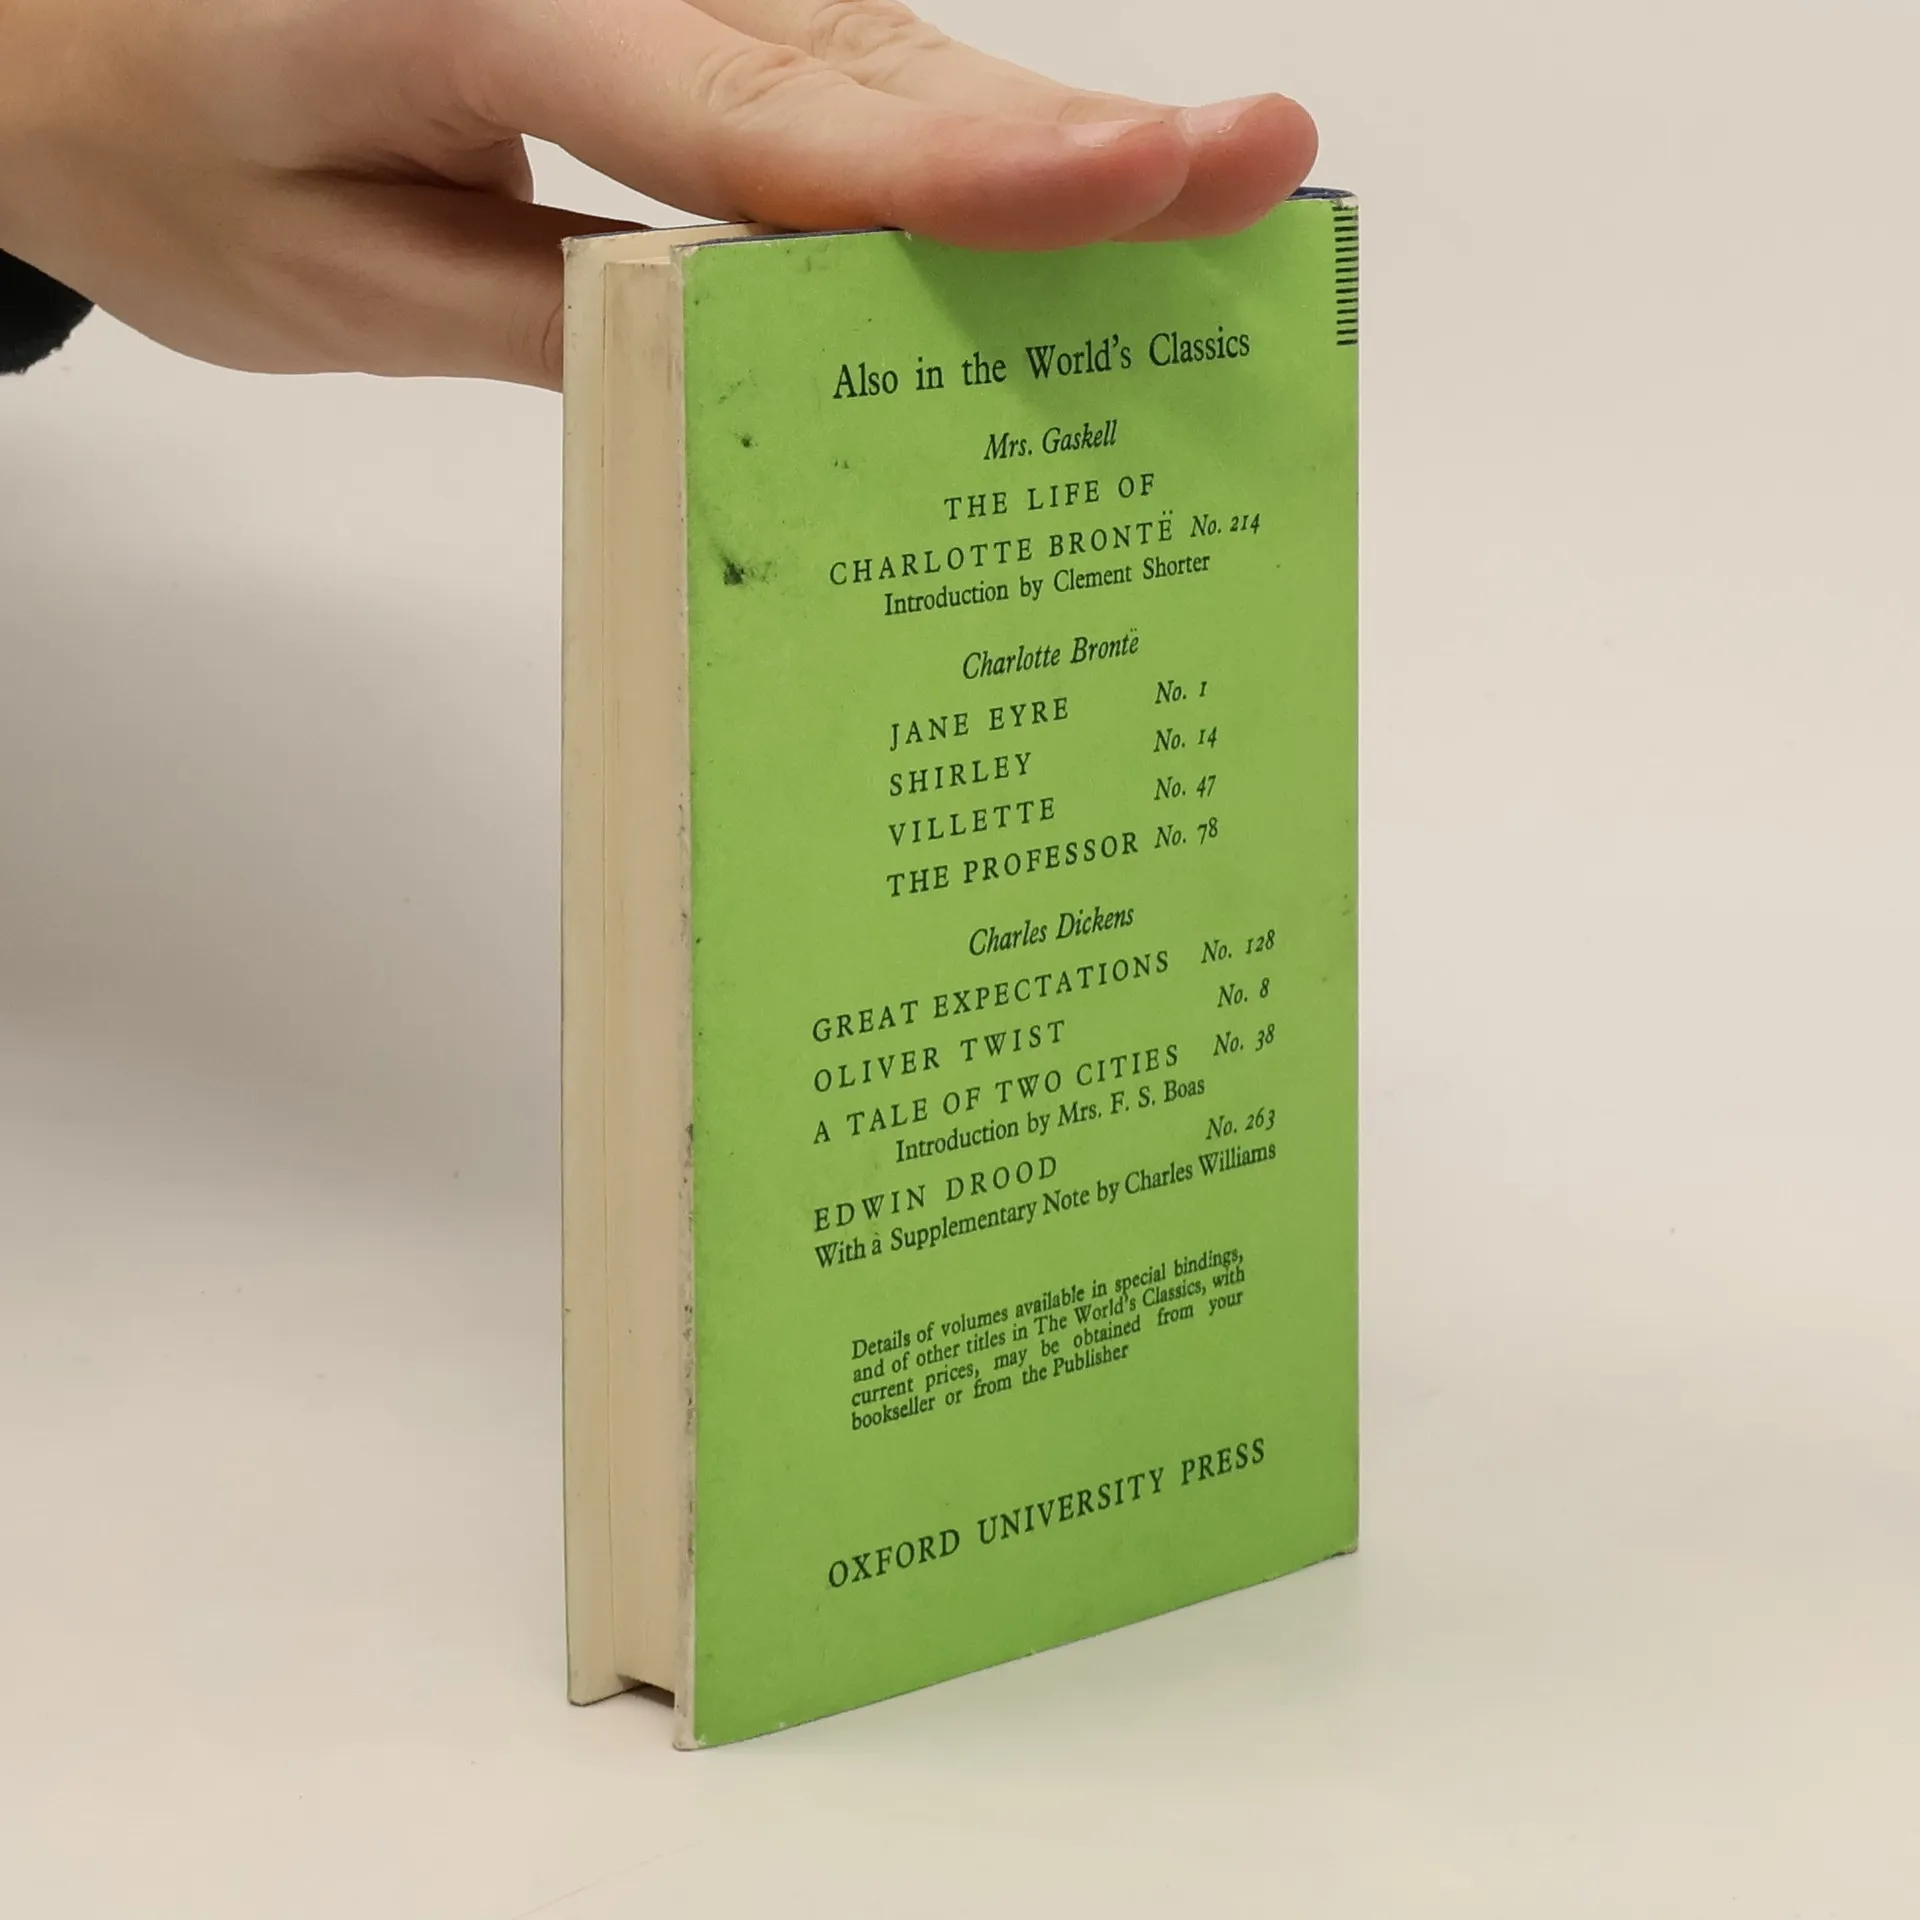 Also in the World's Classics
Mrs. Gaskell
THE LIFE OF
CHARLOTTE BRONTË No. 214
Introduction by Clement Shorter
Charlotte Brontë
JANE EYRE No. 1
SHIRLEY No. 14
VILLETTE No. 47
THE PROFESSOR No. 78
Charles Dickens
GREAT EXPECTATIONS No. 128
OLIVER TWIST No. 8
A TALE OF TWO CITIES No. 38
Introduction by Mrs. F. S. Boas
EDWIN DROOD No. 263
With a Supplementary Note by Charles Williams
Details of volumes available in special bindings,
and of other titles in The World's Classics, with
current prices, may be obtained from your
bookseller or from the Publisher
OXFORD UNIVERSITY PRESS